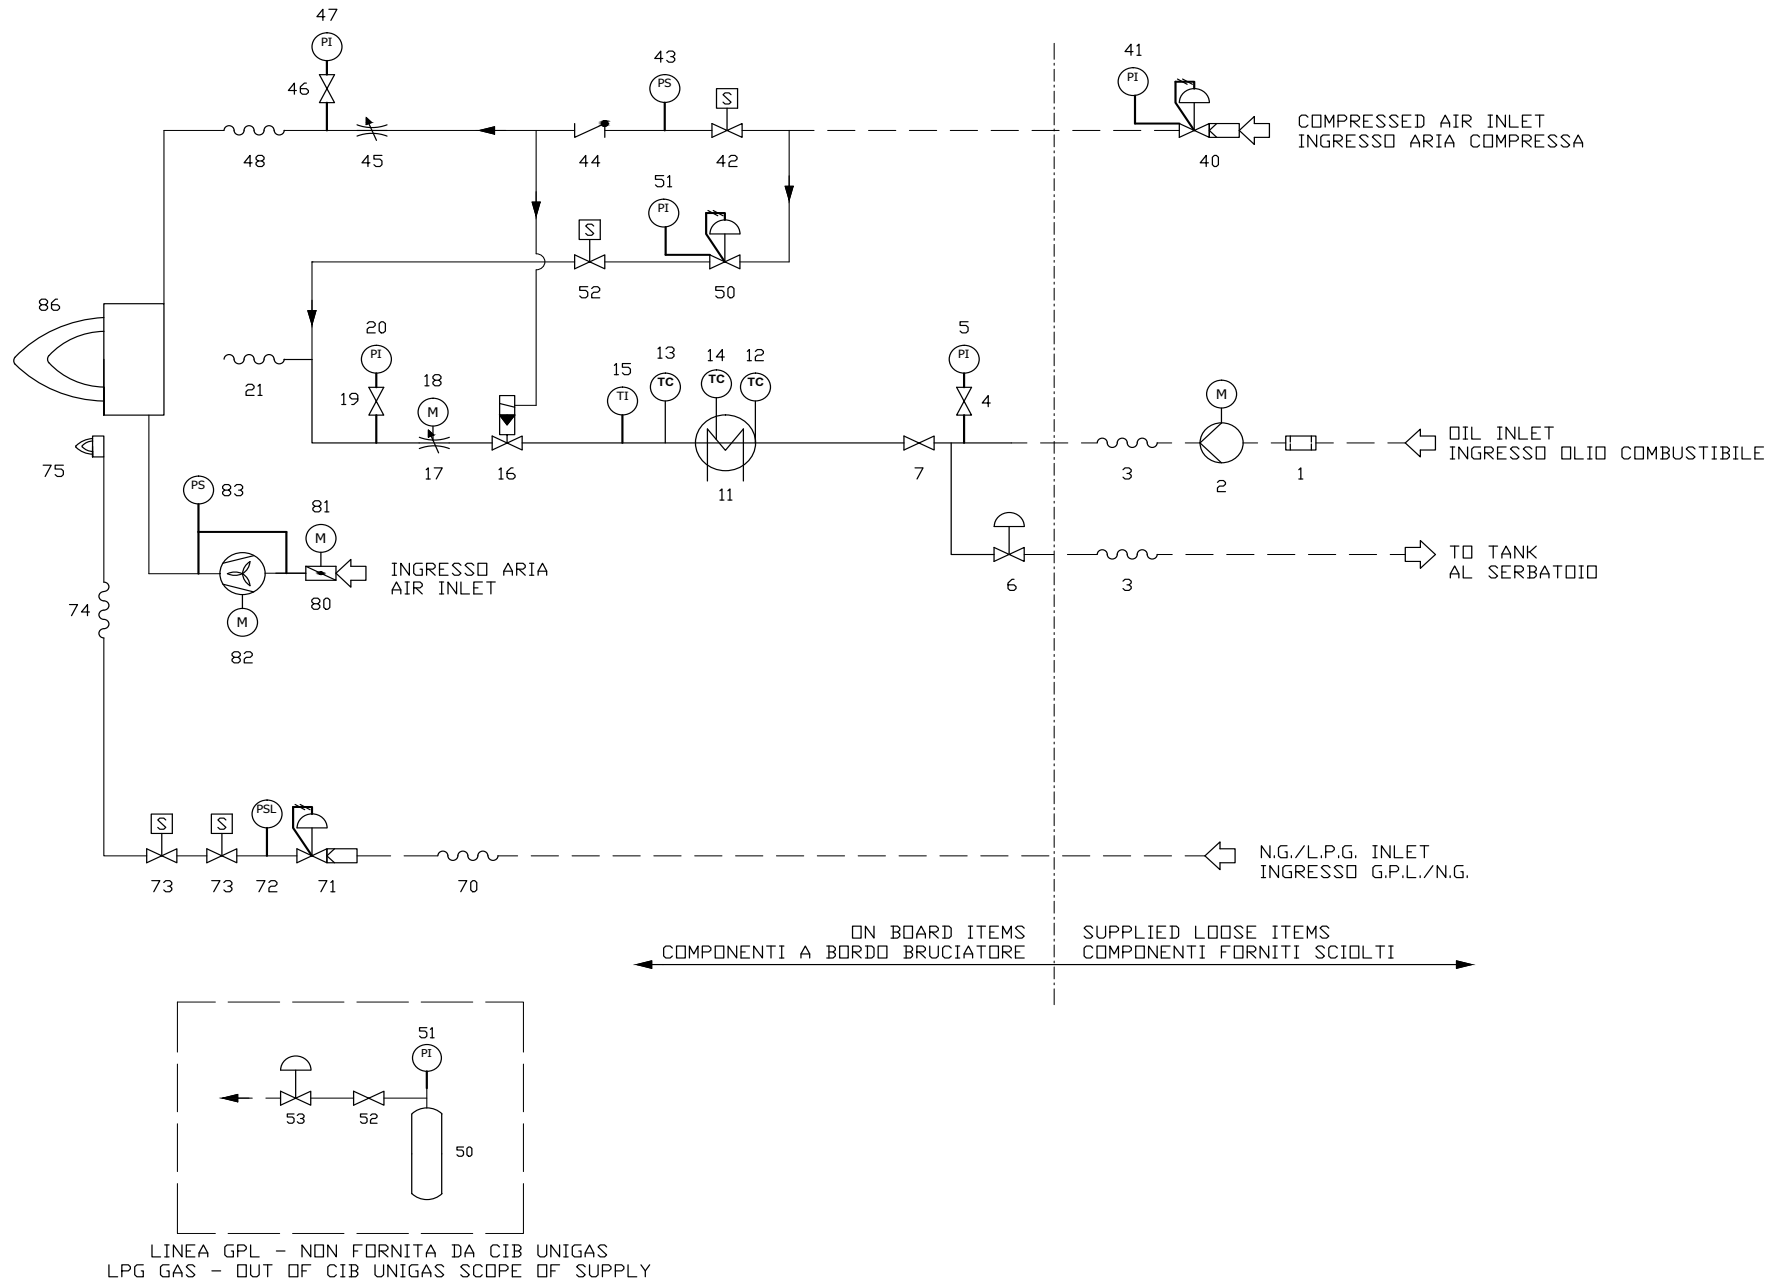 47
PI
46
48
45
43
PS
44
S
42
41
PI
40
COMPRESSED AIR INLET
INGRESSO ARIA COMPRESSA
51
PI
S
52
50
86
21
20
PI
19
18
M
17
16
15
TI
13
TC
14
TC
12
TC
11
5
PI
4
7
M
3
2
1
OIL INLET
INGRESSO OLIO COMBUSTIBILE
6
3
TO TANK
AL SERBATOIO
75
PS
83
81
M
80
INGRESSO ARIA
AIR INLET
74
M
82
S
73
S
73
PSL
72
71
70
N.G./L.P.G. INLET
INGRESSO G.P.L./N.G.
ON BOARD ITEMS
COMPONENTI A BORDO BRUCIATORE
SUPPLIED LOOSE ITEMS
COMPONENTI FORNITI SCIOLTI
51
PI
53
52
50
LINEA GPL - NON FORNITA DA CIB UNIGAS
LPG GAS - OUT OF CIB UNIGAS SCOPE OF SUPPLY